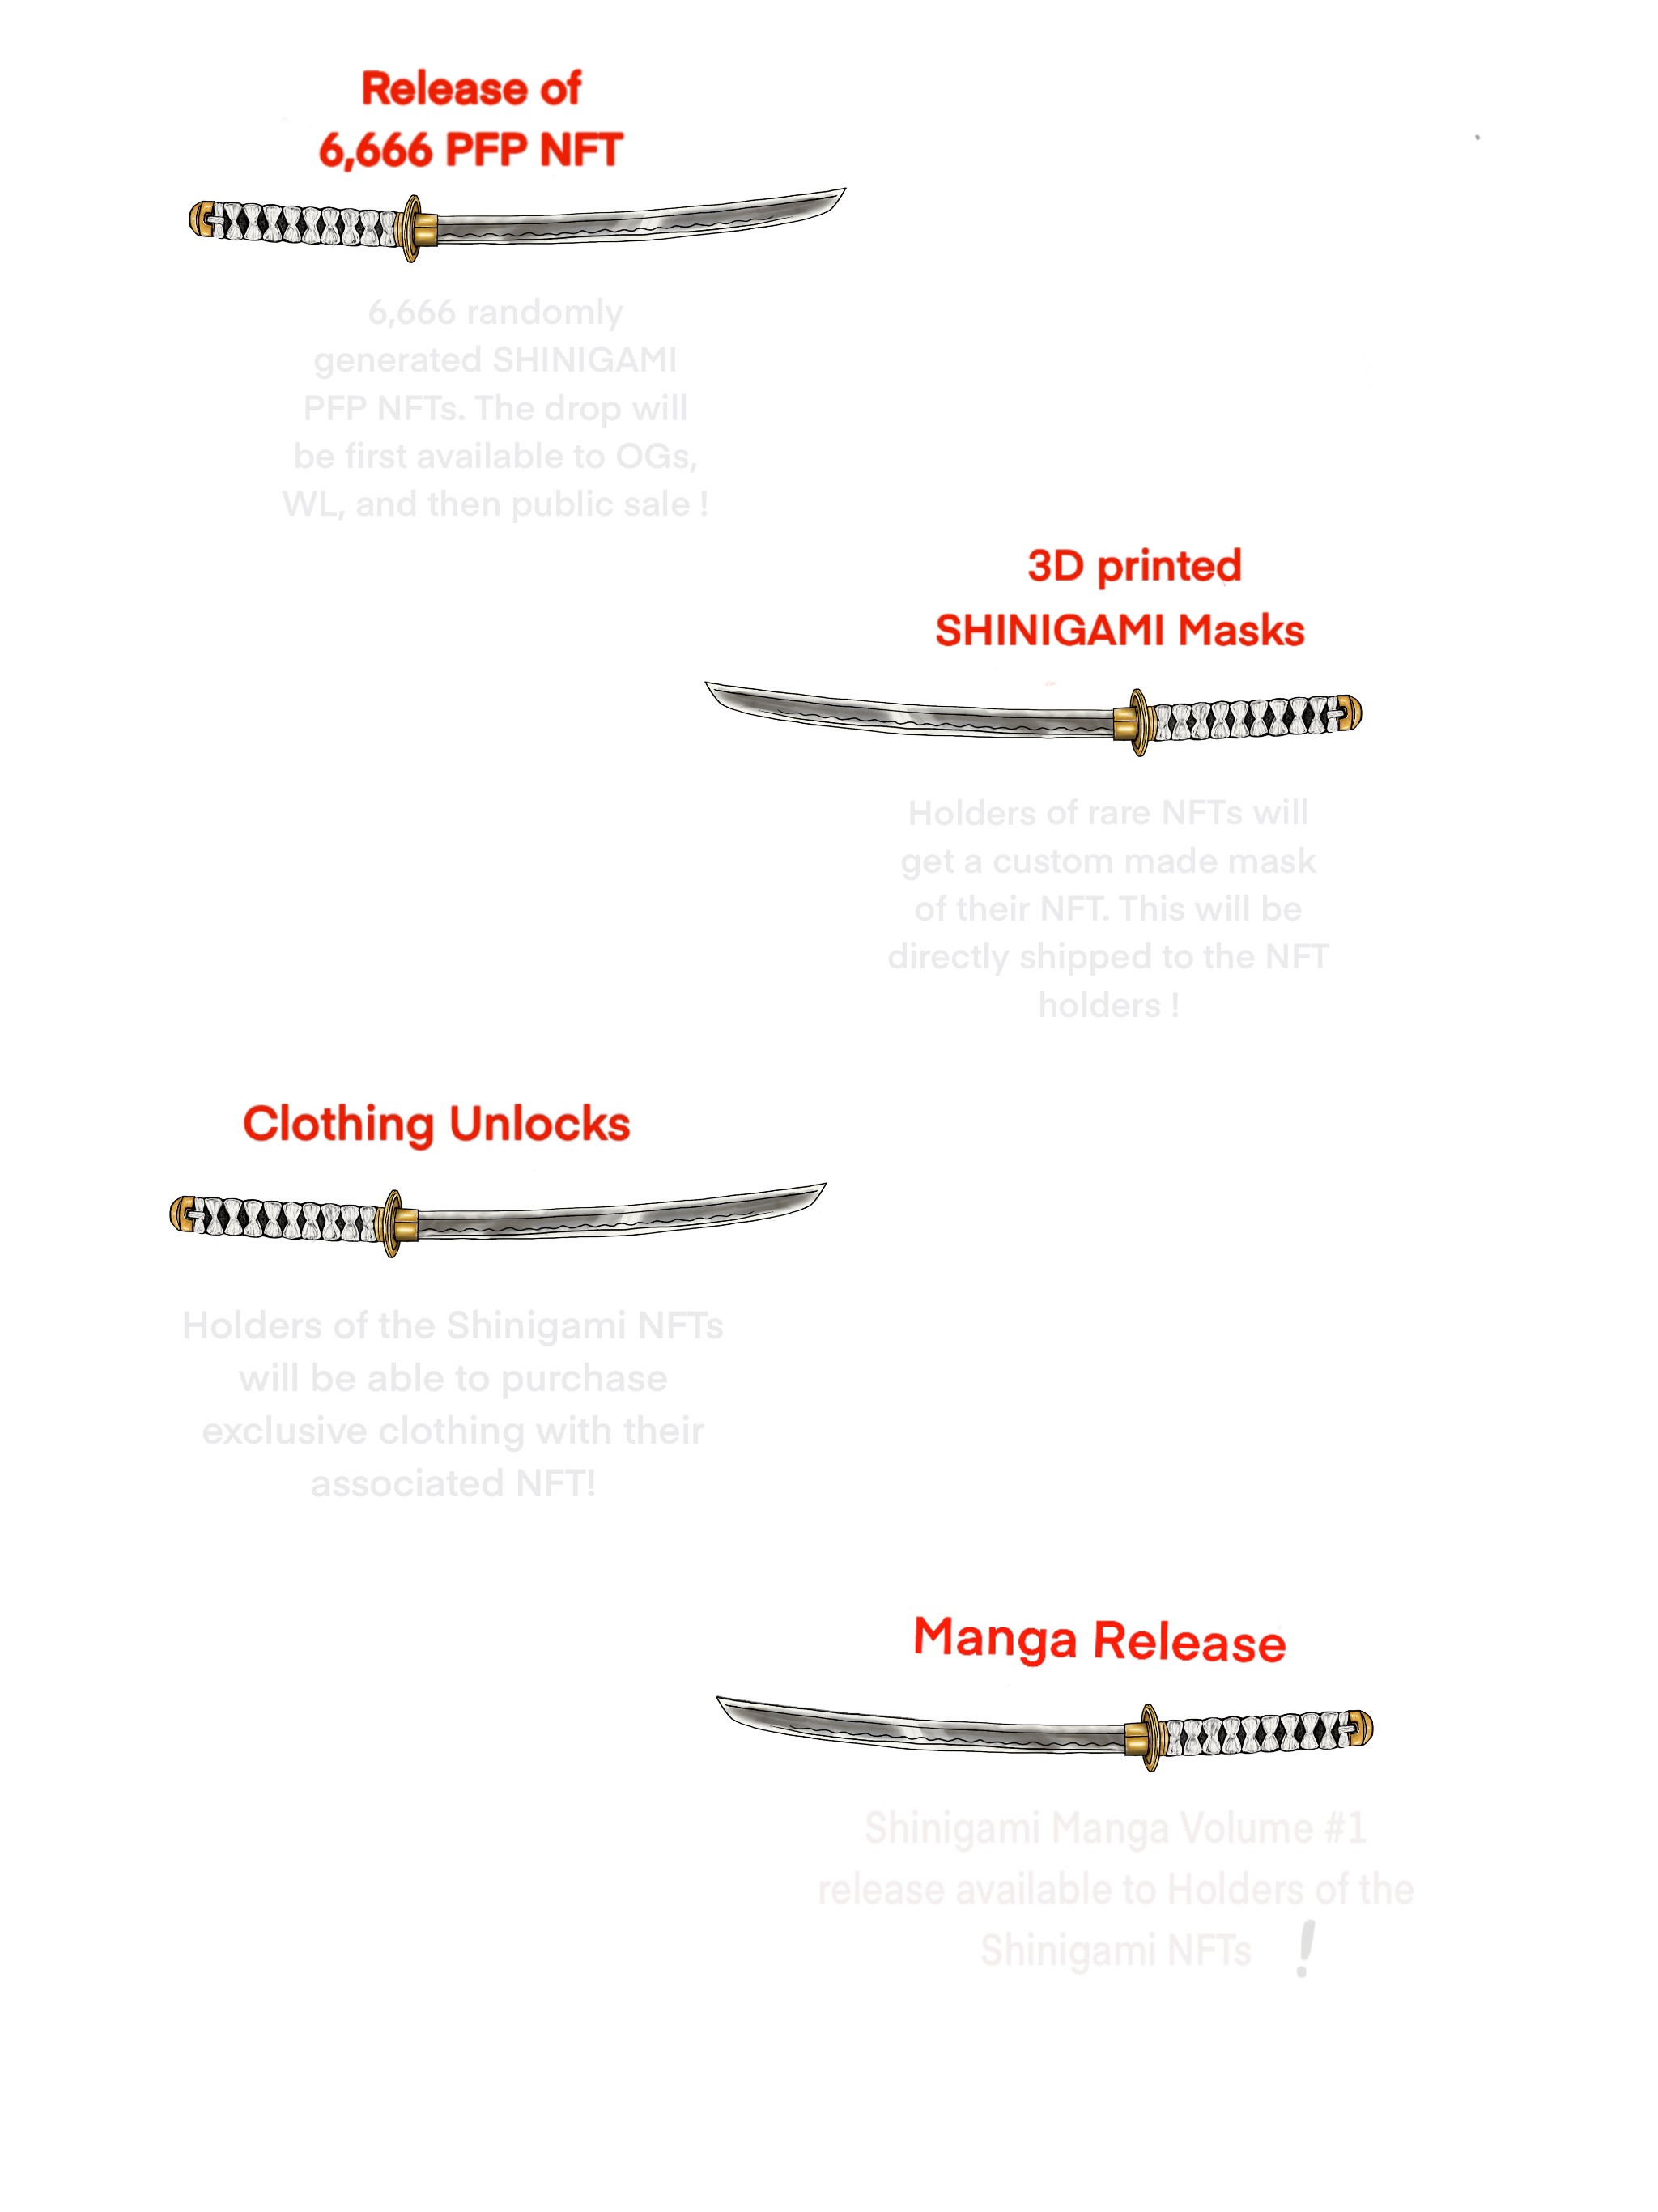 Release of
6,666 PFP NFT
6,666 randomly
generated SHINIGAMI
PFP NFTs. The drop will
be first available to OGs,
WL, and then public sale !
3D printed
SHINIGAMI Masks
Holders of rare NFTs will
get a custom made mask
of their NFT. This will be
directly shipped to the NFT
holders !
Clothing Unlocks
Holders of the Shinigami NFTs
will be able to purchase
exclusive clothing with their
associated NFT!
Manga Release
Shinigami Manga Volume #1
release available to Holders of the
Shinigami NFTs !